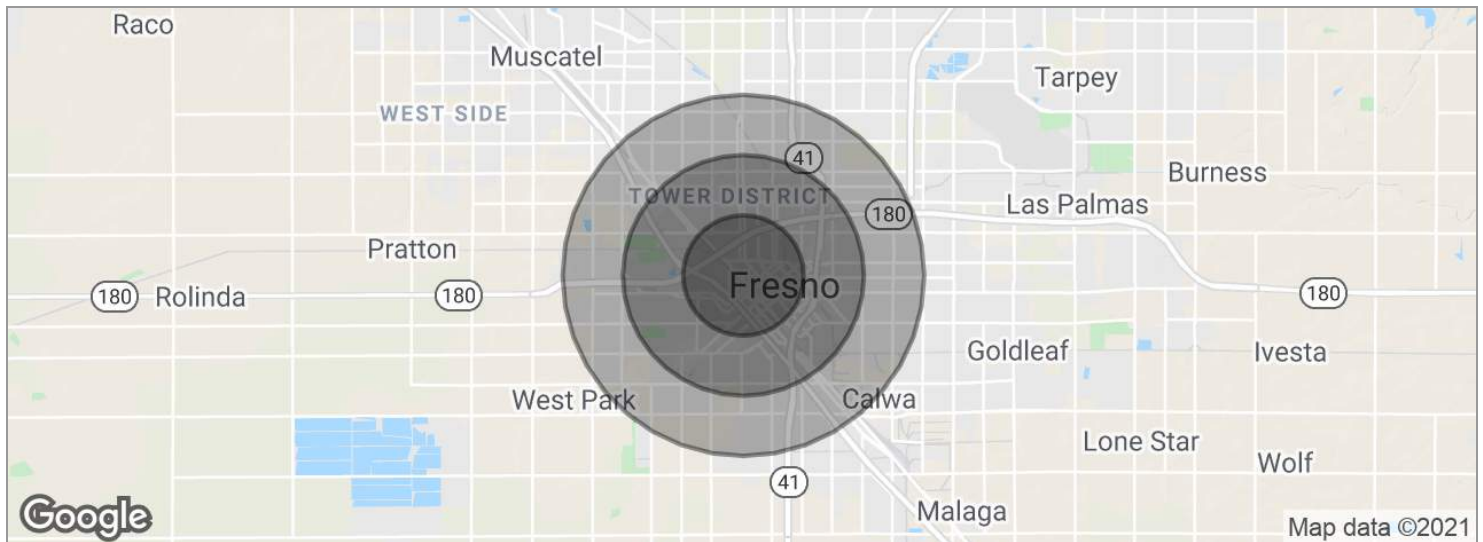 Raco
Muscatel
Tarpey
WEST SIDE
41
Burness
TOWER DISTRICT
180
Las Palmas
Pratton
180
Rolinda
180
Fresno
180
Goldleaf
Ivesta
West Park
Calwa
Lone Star
Wolf
41
Malaga
Google
Map data ©2021